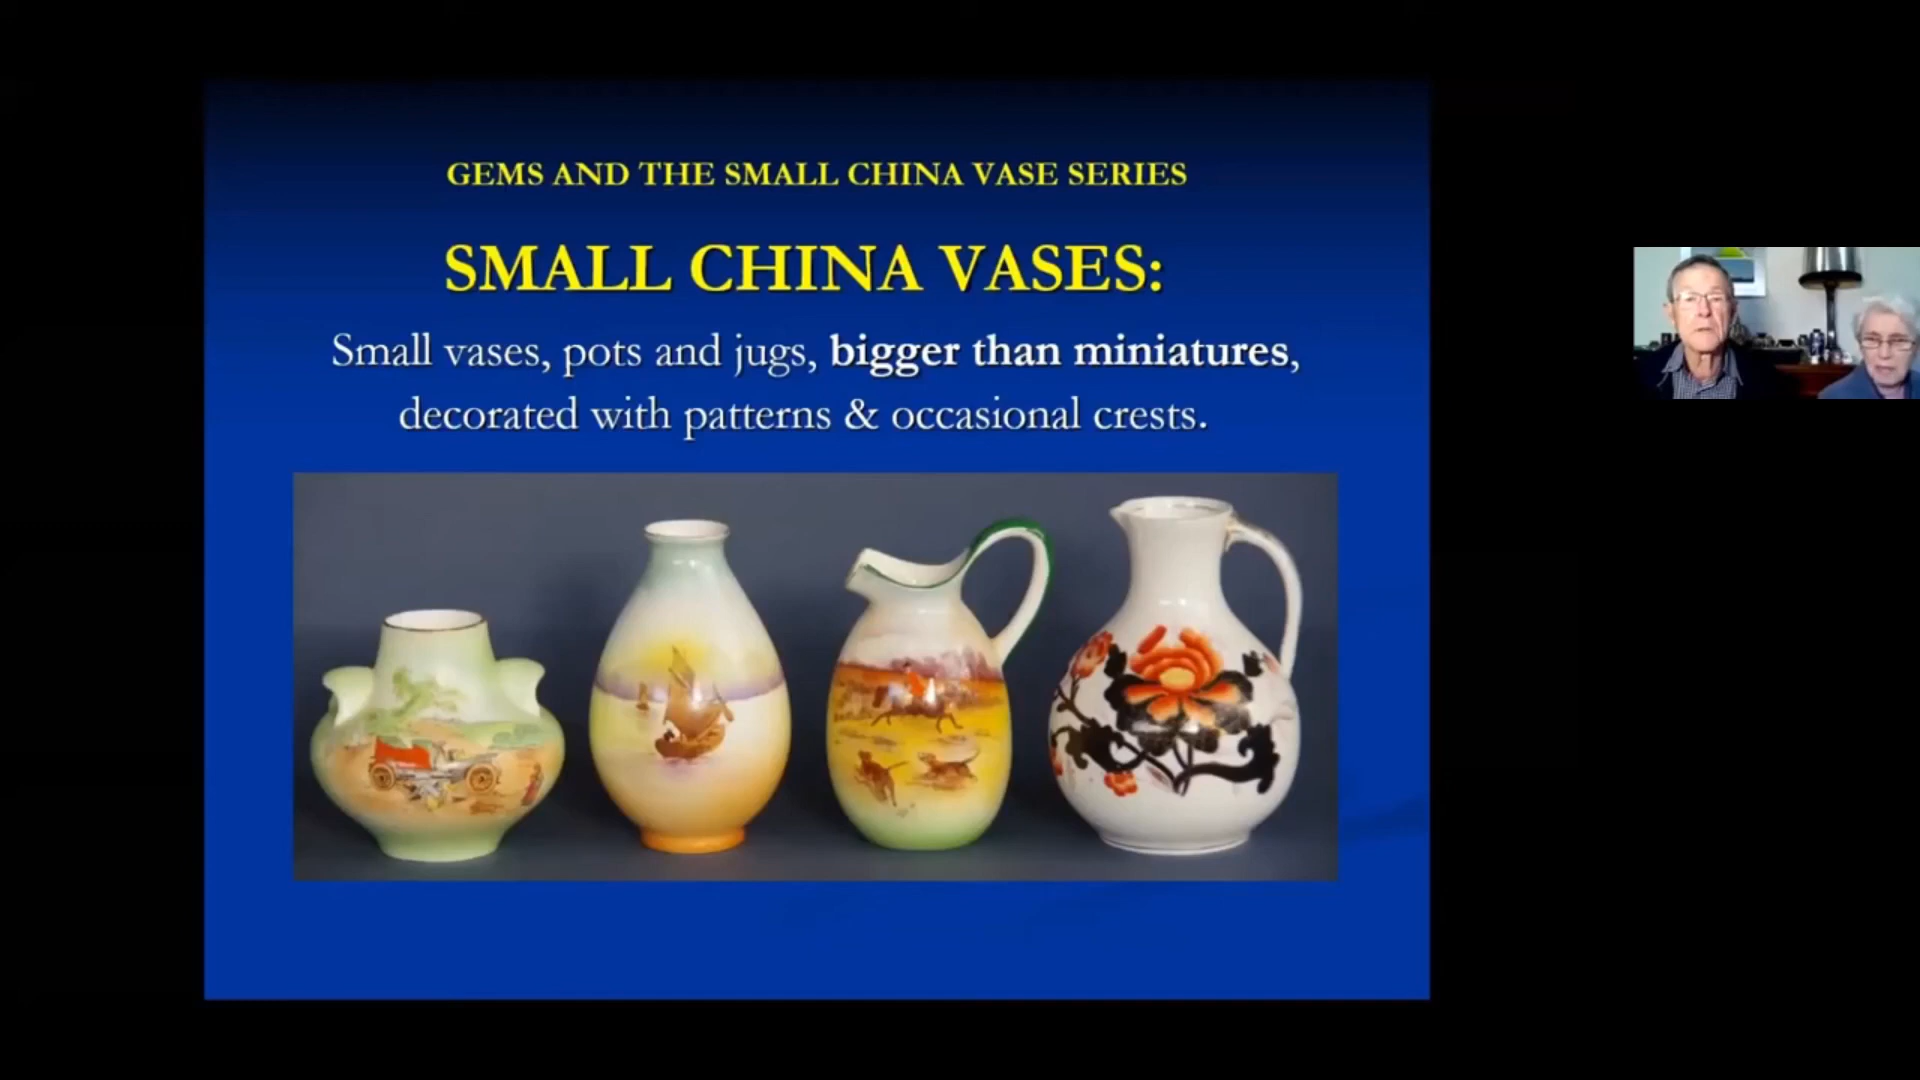 GEMS AND THE SMALL CHINA VASE SERIES
SMALL CHINA VASES:
Small vases, pots and jugs, bigger than miniatures,
decorated with patterns & occasional crests.